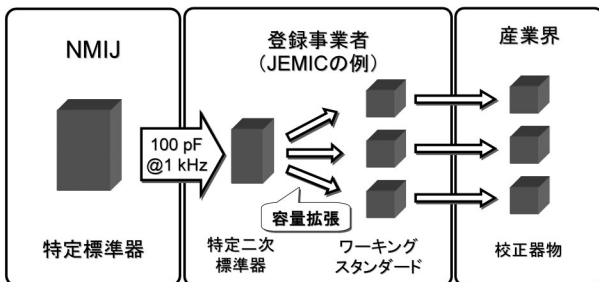 NMIJ
100 pF
@1 kHz
特定標準器
登録事業者
（JEMICの例）
容量拡張
特定二次
標準器
ワーキング
スタンダード
産業界
校正器物